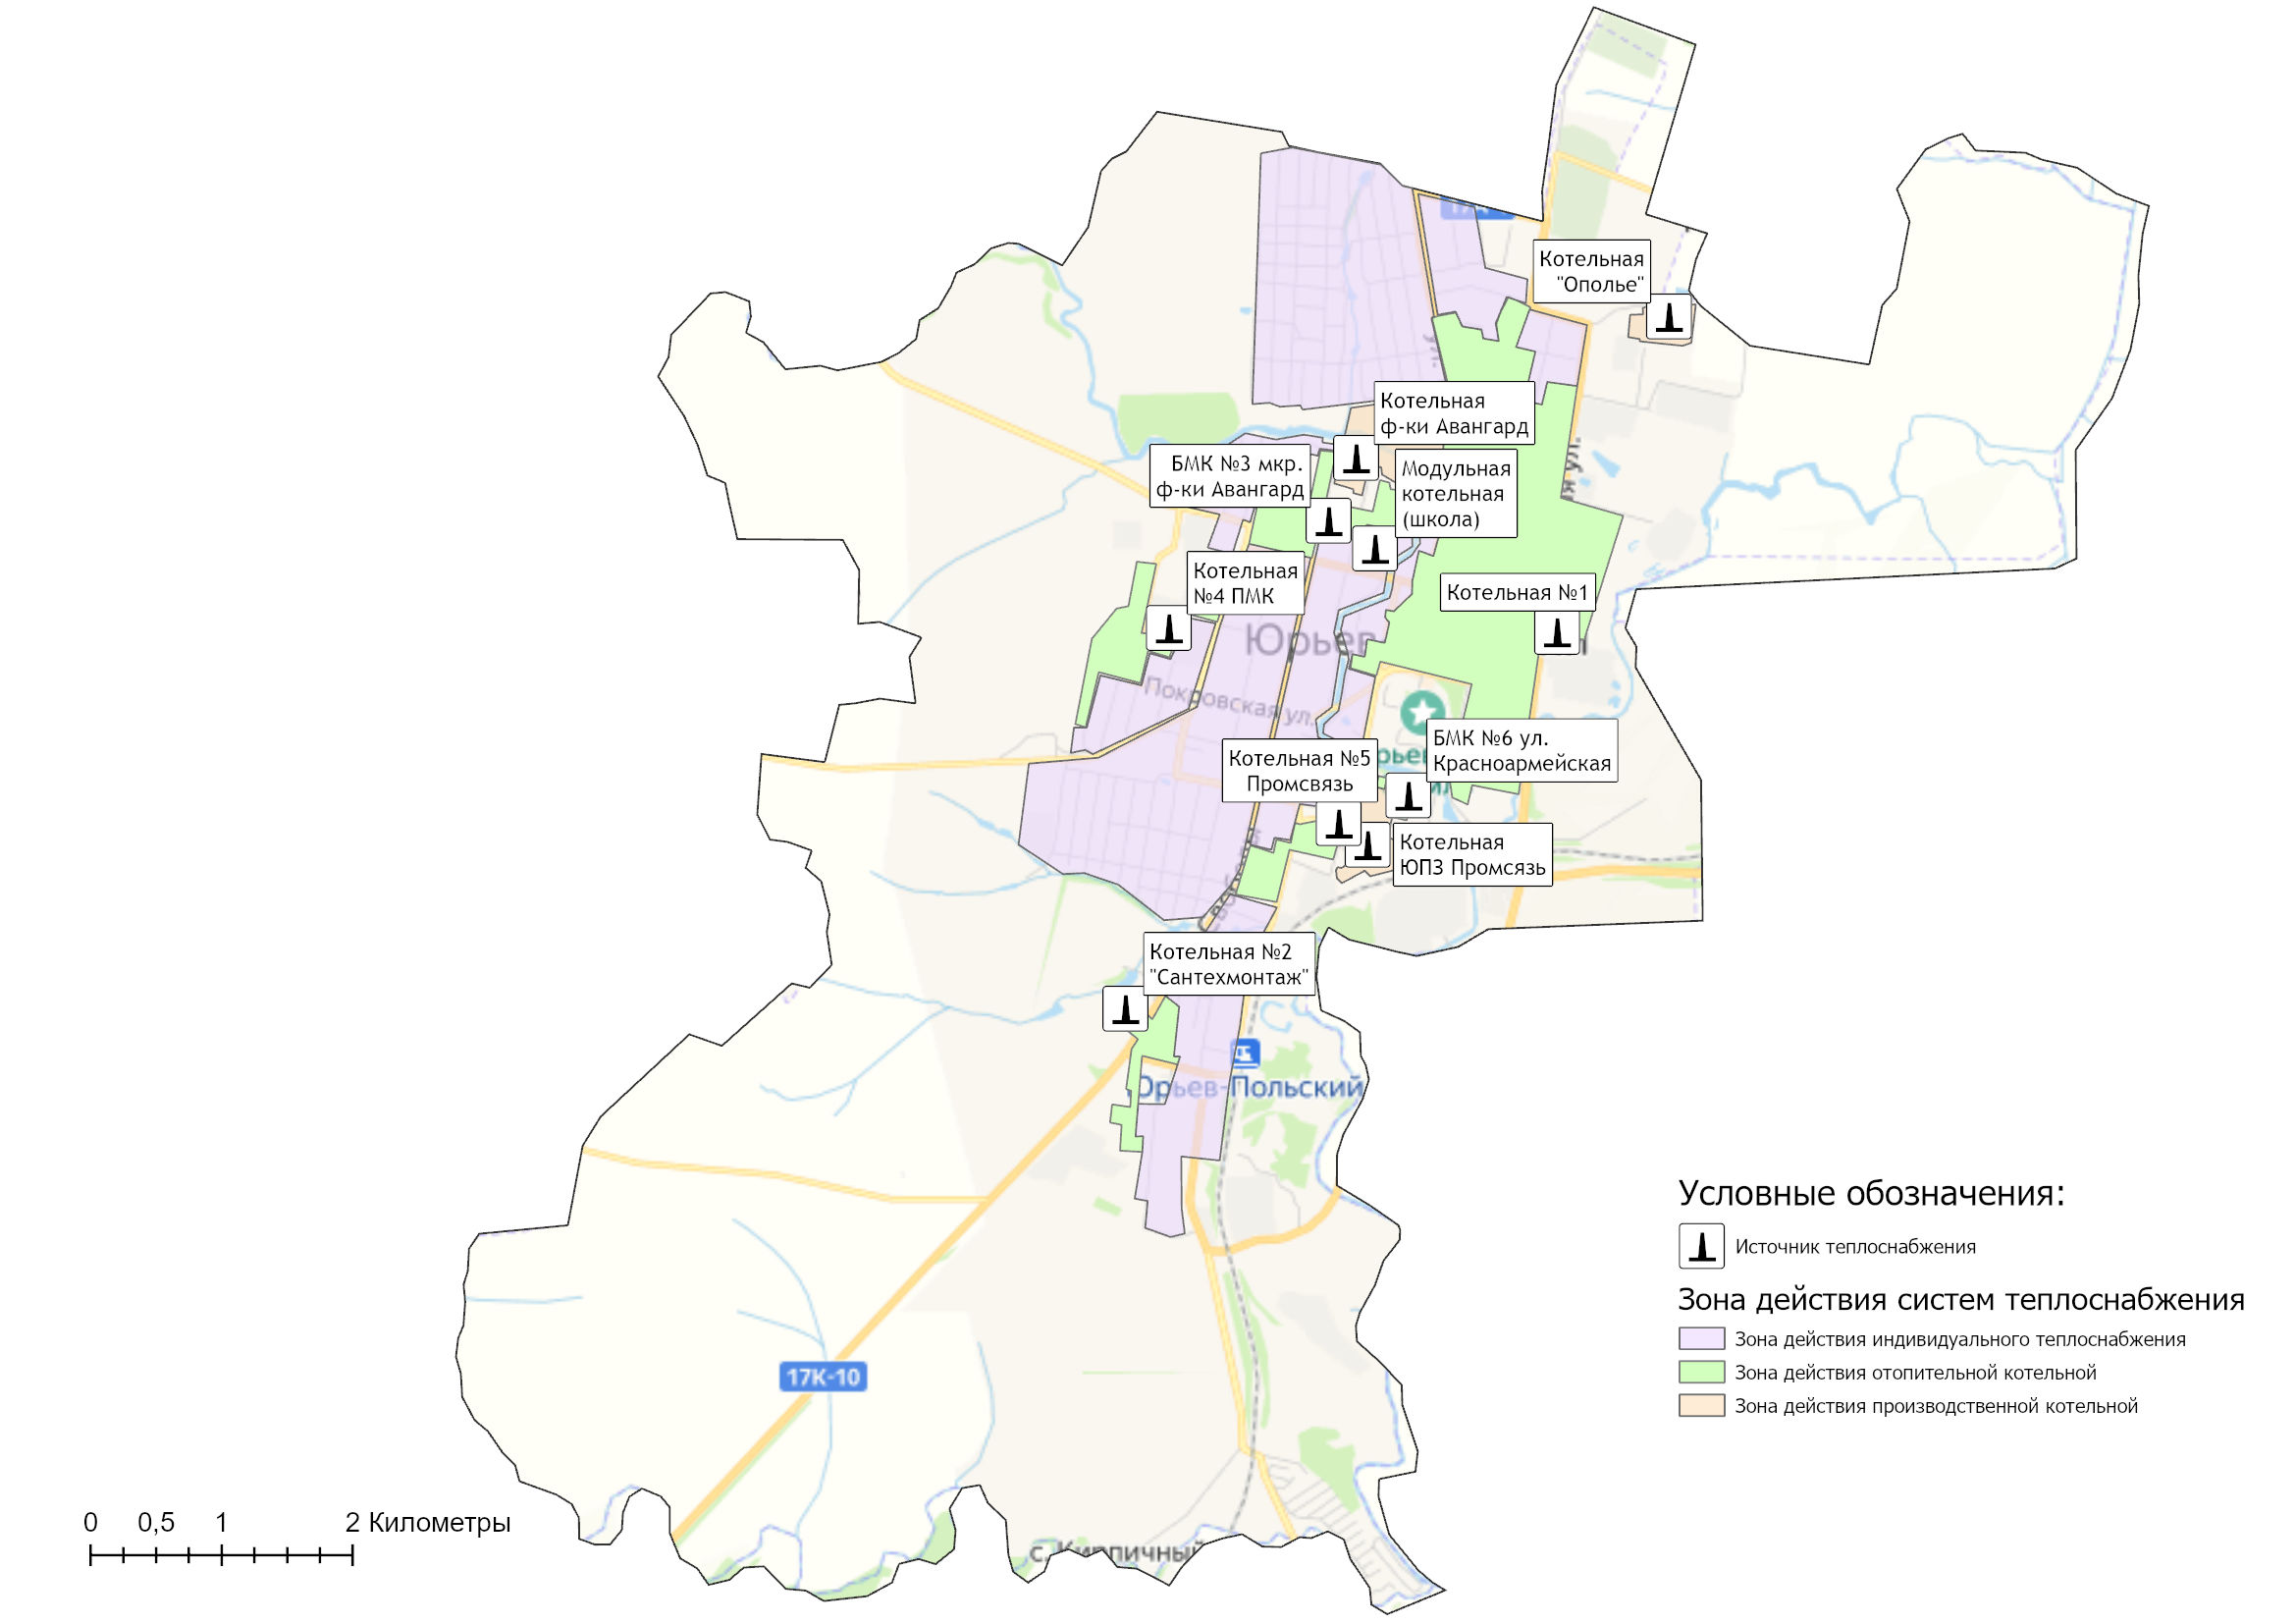 Котельная
"Ополье"
Котельная
ф-ки Авангард
БМК №3 мкр.
ф-ки Авангард
Модульная
котельная
(школа)
Котельная
№4 ПМК
Котельная №1
Юрьев
Покровская ул.
БМК №6 ул.
Красноармейская
Котельная №5
Промсвязь
Котельная
ЮПЗ Промсязь
Котельная №2
"Сантехмонтаж"
Юрьев-Польский
Условные обозначения:
Источник теплоснабжения
Зона действия систем теплоснабжения
Зона действия индивидуального теплоснабжения
Зона действия отопительной котельной
Зона действия производственной котельной
17К-10
0 0,5 1 2 Километры
с. Кирпичный